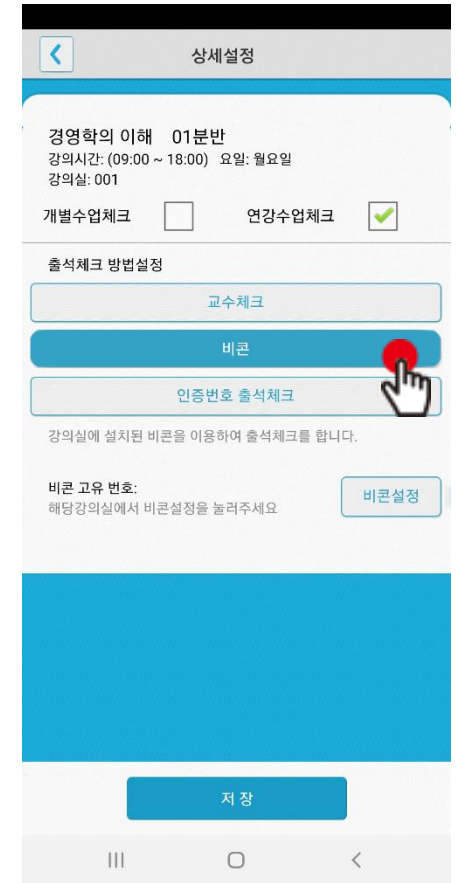 상세설정
경영학의 이해 01분반
강의시간: (09:00 ~ 18:00) 요일: 월요일
강의실: 001
개별수업체크 연강수업체크
출석체크 방법설정
교수체크
비콘
인증번호 출석체크
강의실에 설치된 비콘을 이용하여 출석체크를 합니다.
비콘 고유 번호:
해당강의실에서 비콘설정을 눌러주세요
비콘설정
저 장